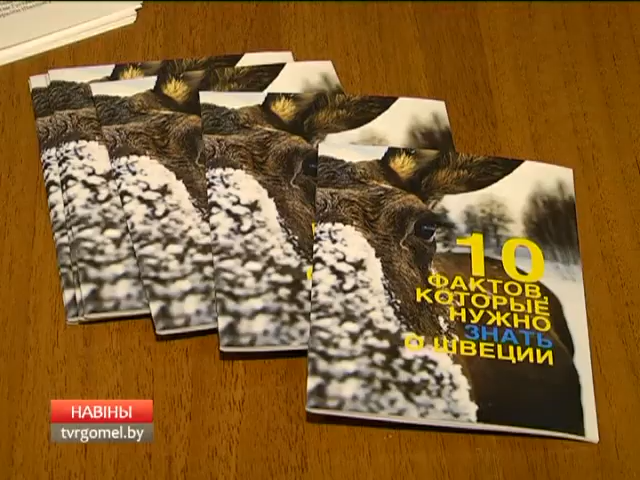 10
ФАКТОВ,
КОТОРЫЕ
НУЖНО
ЗНАТЬ
О ШВЕЦИИ
НАВІНЫ
tvrgomel.by